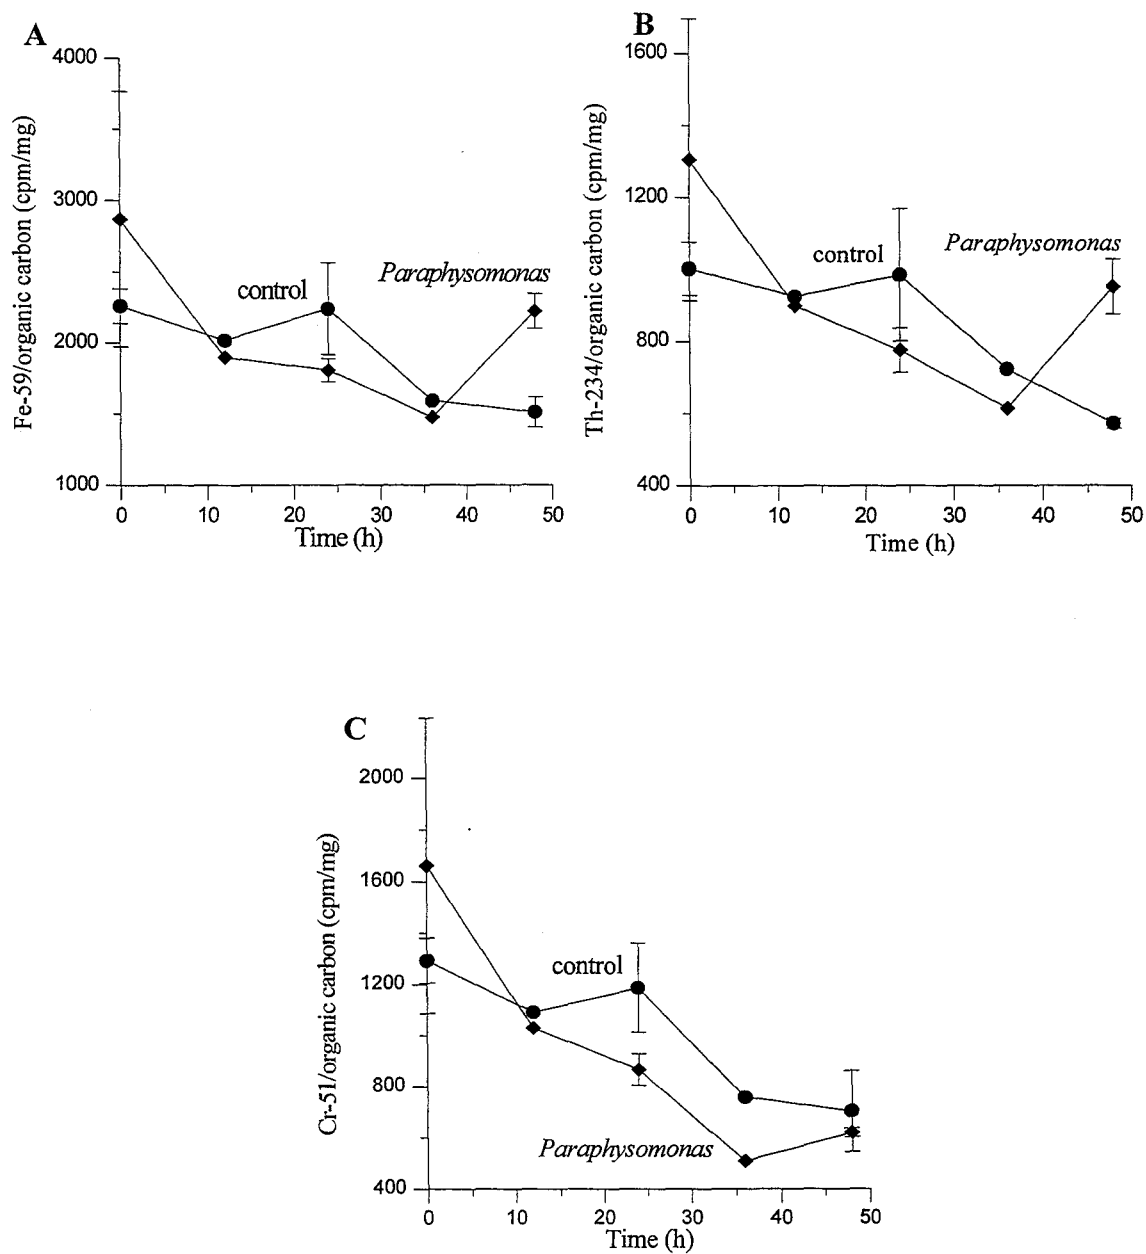 A
Fe-59/organic carbon (cpm/mg)
4000
3000
2000
1000
control
Paraphysomonas
0 10 20 30 40 50
Time (h)
B
Th-234/organic carbon (cpm/mg)
1600
1200
800
400
control
Paraphysomonas
0 10 20 30 40 50
Time (h)
C
Cr-51/organic carbon (cpm/mg)
2000
1600
1200
800
400
control
Paraphysomonas
0 10 20 30 40 50
Time (h)